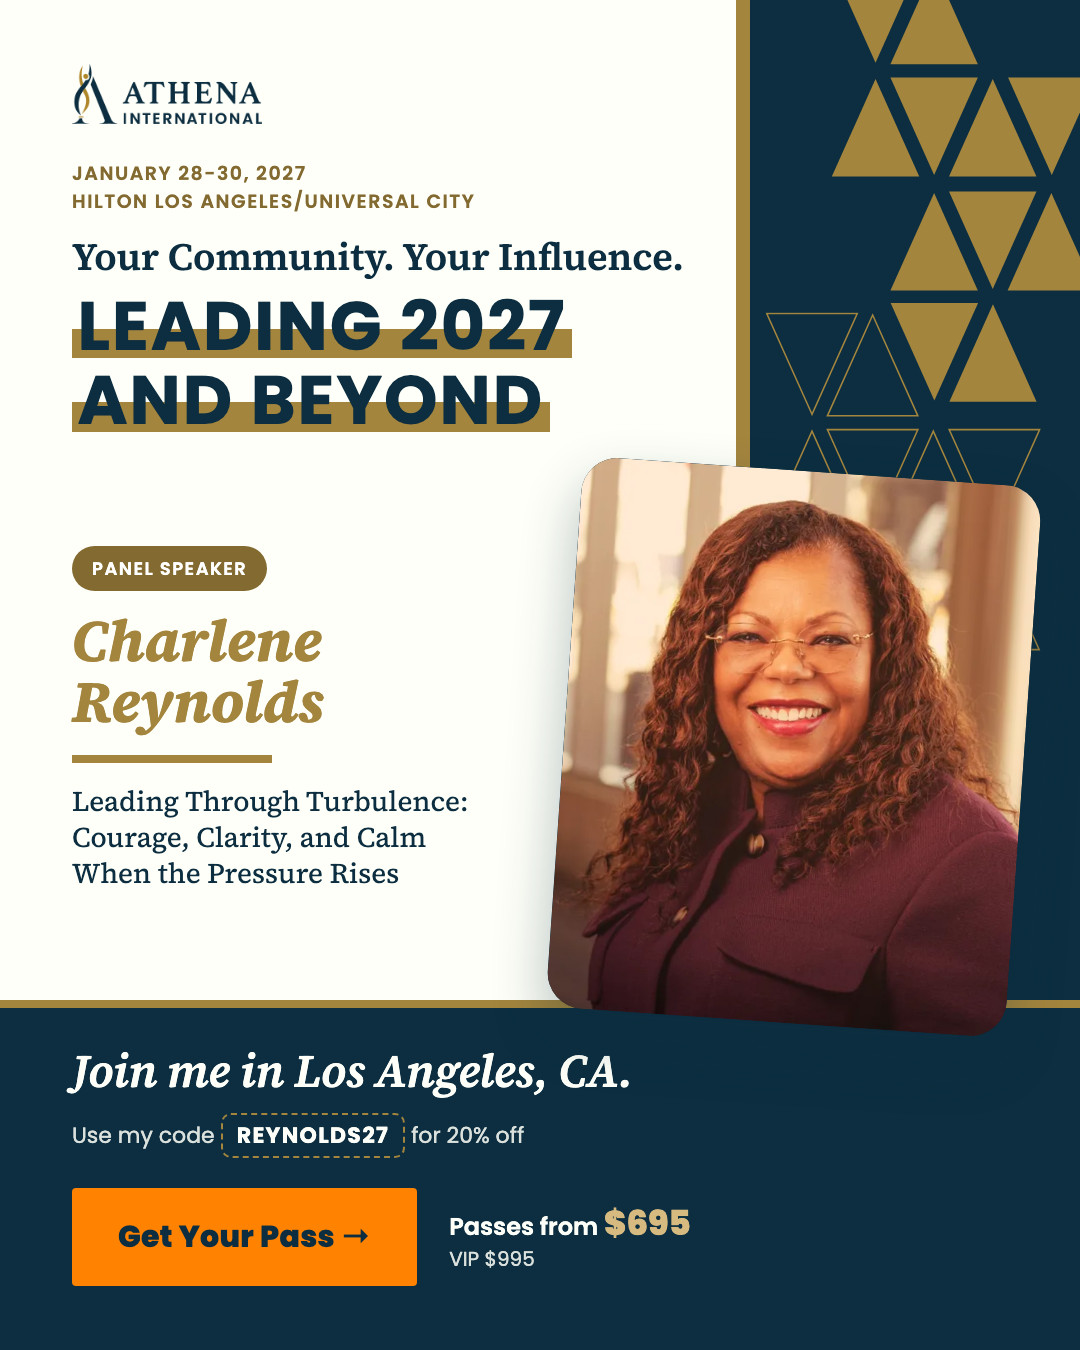 ATHENA
INTERNATIONAL
JANUARY 28-30, 2027
HILTON LOS ANGELES/UNIVERSAL CITY
Your Community. Your Influence.
LEADING 2027
AND BEYOND
PANEL SPEAKER
Charlene
Reynolds
Leading Through Turbulence:
Courage, Clarity, and Calm
When the Pressure Rises
Join me in Los Angeles, CA.
Use my code REYNOLDS27 for 20% off
Get Your Pass →
Passes from $695
VIP $995